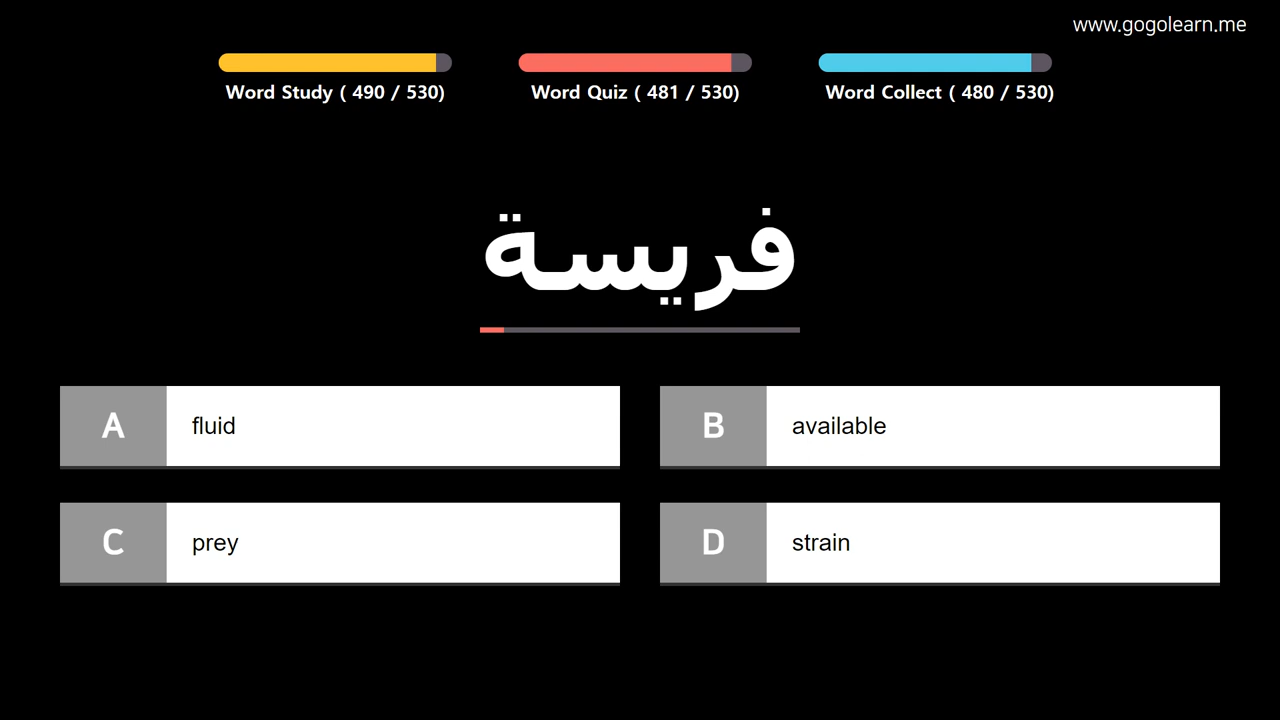 www.gogolearn.me
Word Study ( 490 / 530)
Word Quiz ( 481 / 530)
Word Collect ( 480 / 530)
فريسة
A fluid
B available
C prey
D strain